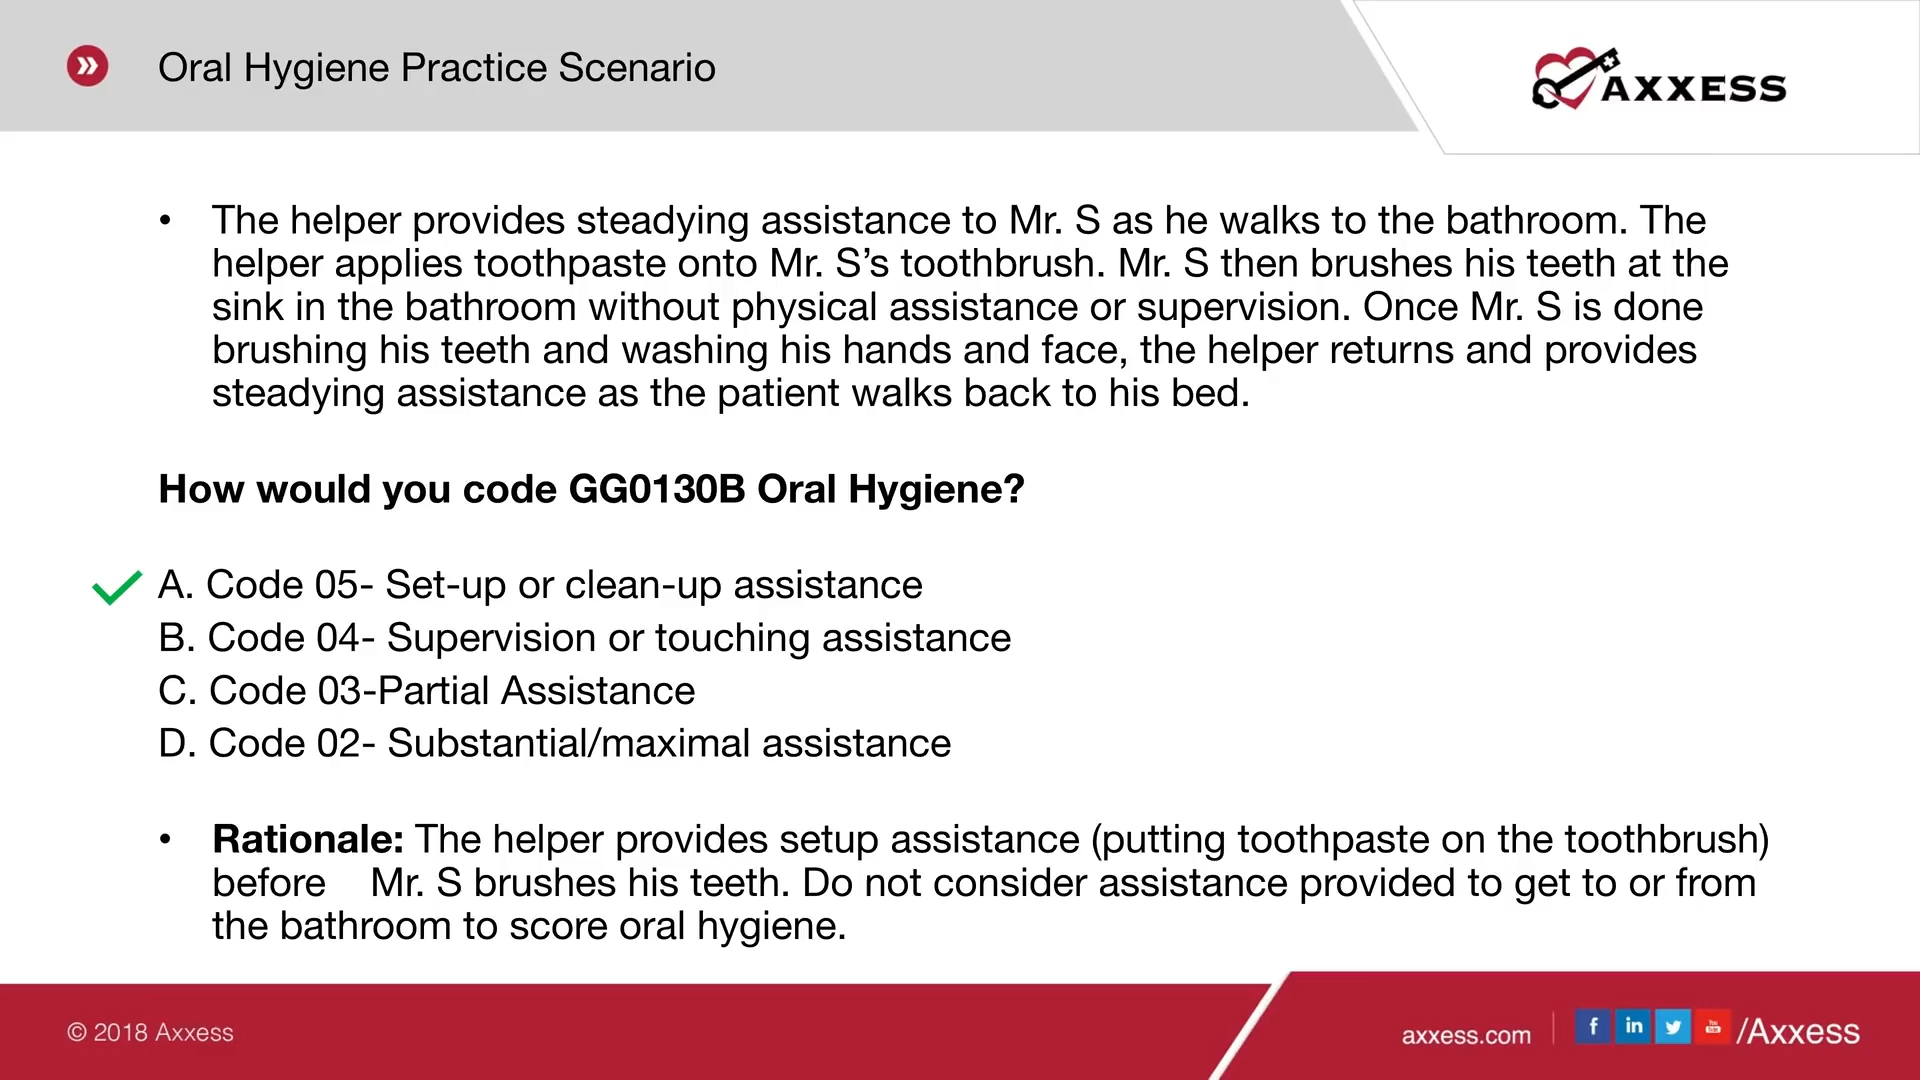 Oral Hygiene Practice Scenario
AXXESS
• The helper provides steadying assistance to Mr. S as he walks to the bathroom. The
helper applies toothpaste onto Mr. S’s toothbrush. Mr. S then brushes his teeth at the
sink in the bathroom without physical assistance or supervision. Once Mr. S is done
brushing his teeth and washing his hands and face, the helper returns and provides
steadying assistance as the patient walks back to his bed.
How would you code GG0130B Oral Hygiene?
A. Code 05- Set-up or clean-up assistance
B. Code 04- Supervision or touching assistance
C. Code 03-Partial Assistance
D. Code 02- Substantial/maximal assistance
• Rationale: The helper provides setup assistance (putting toothpaste on the toothbrush)
before Mr. S brushes his teeth. Do not consider assistance provided to get to or from
the bathroom to score oral hygiene.
© 2018 Axxess
axxess.com
/Axxess